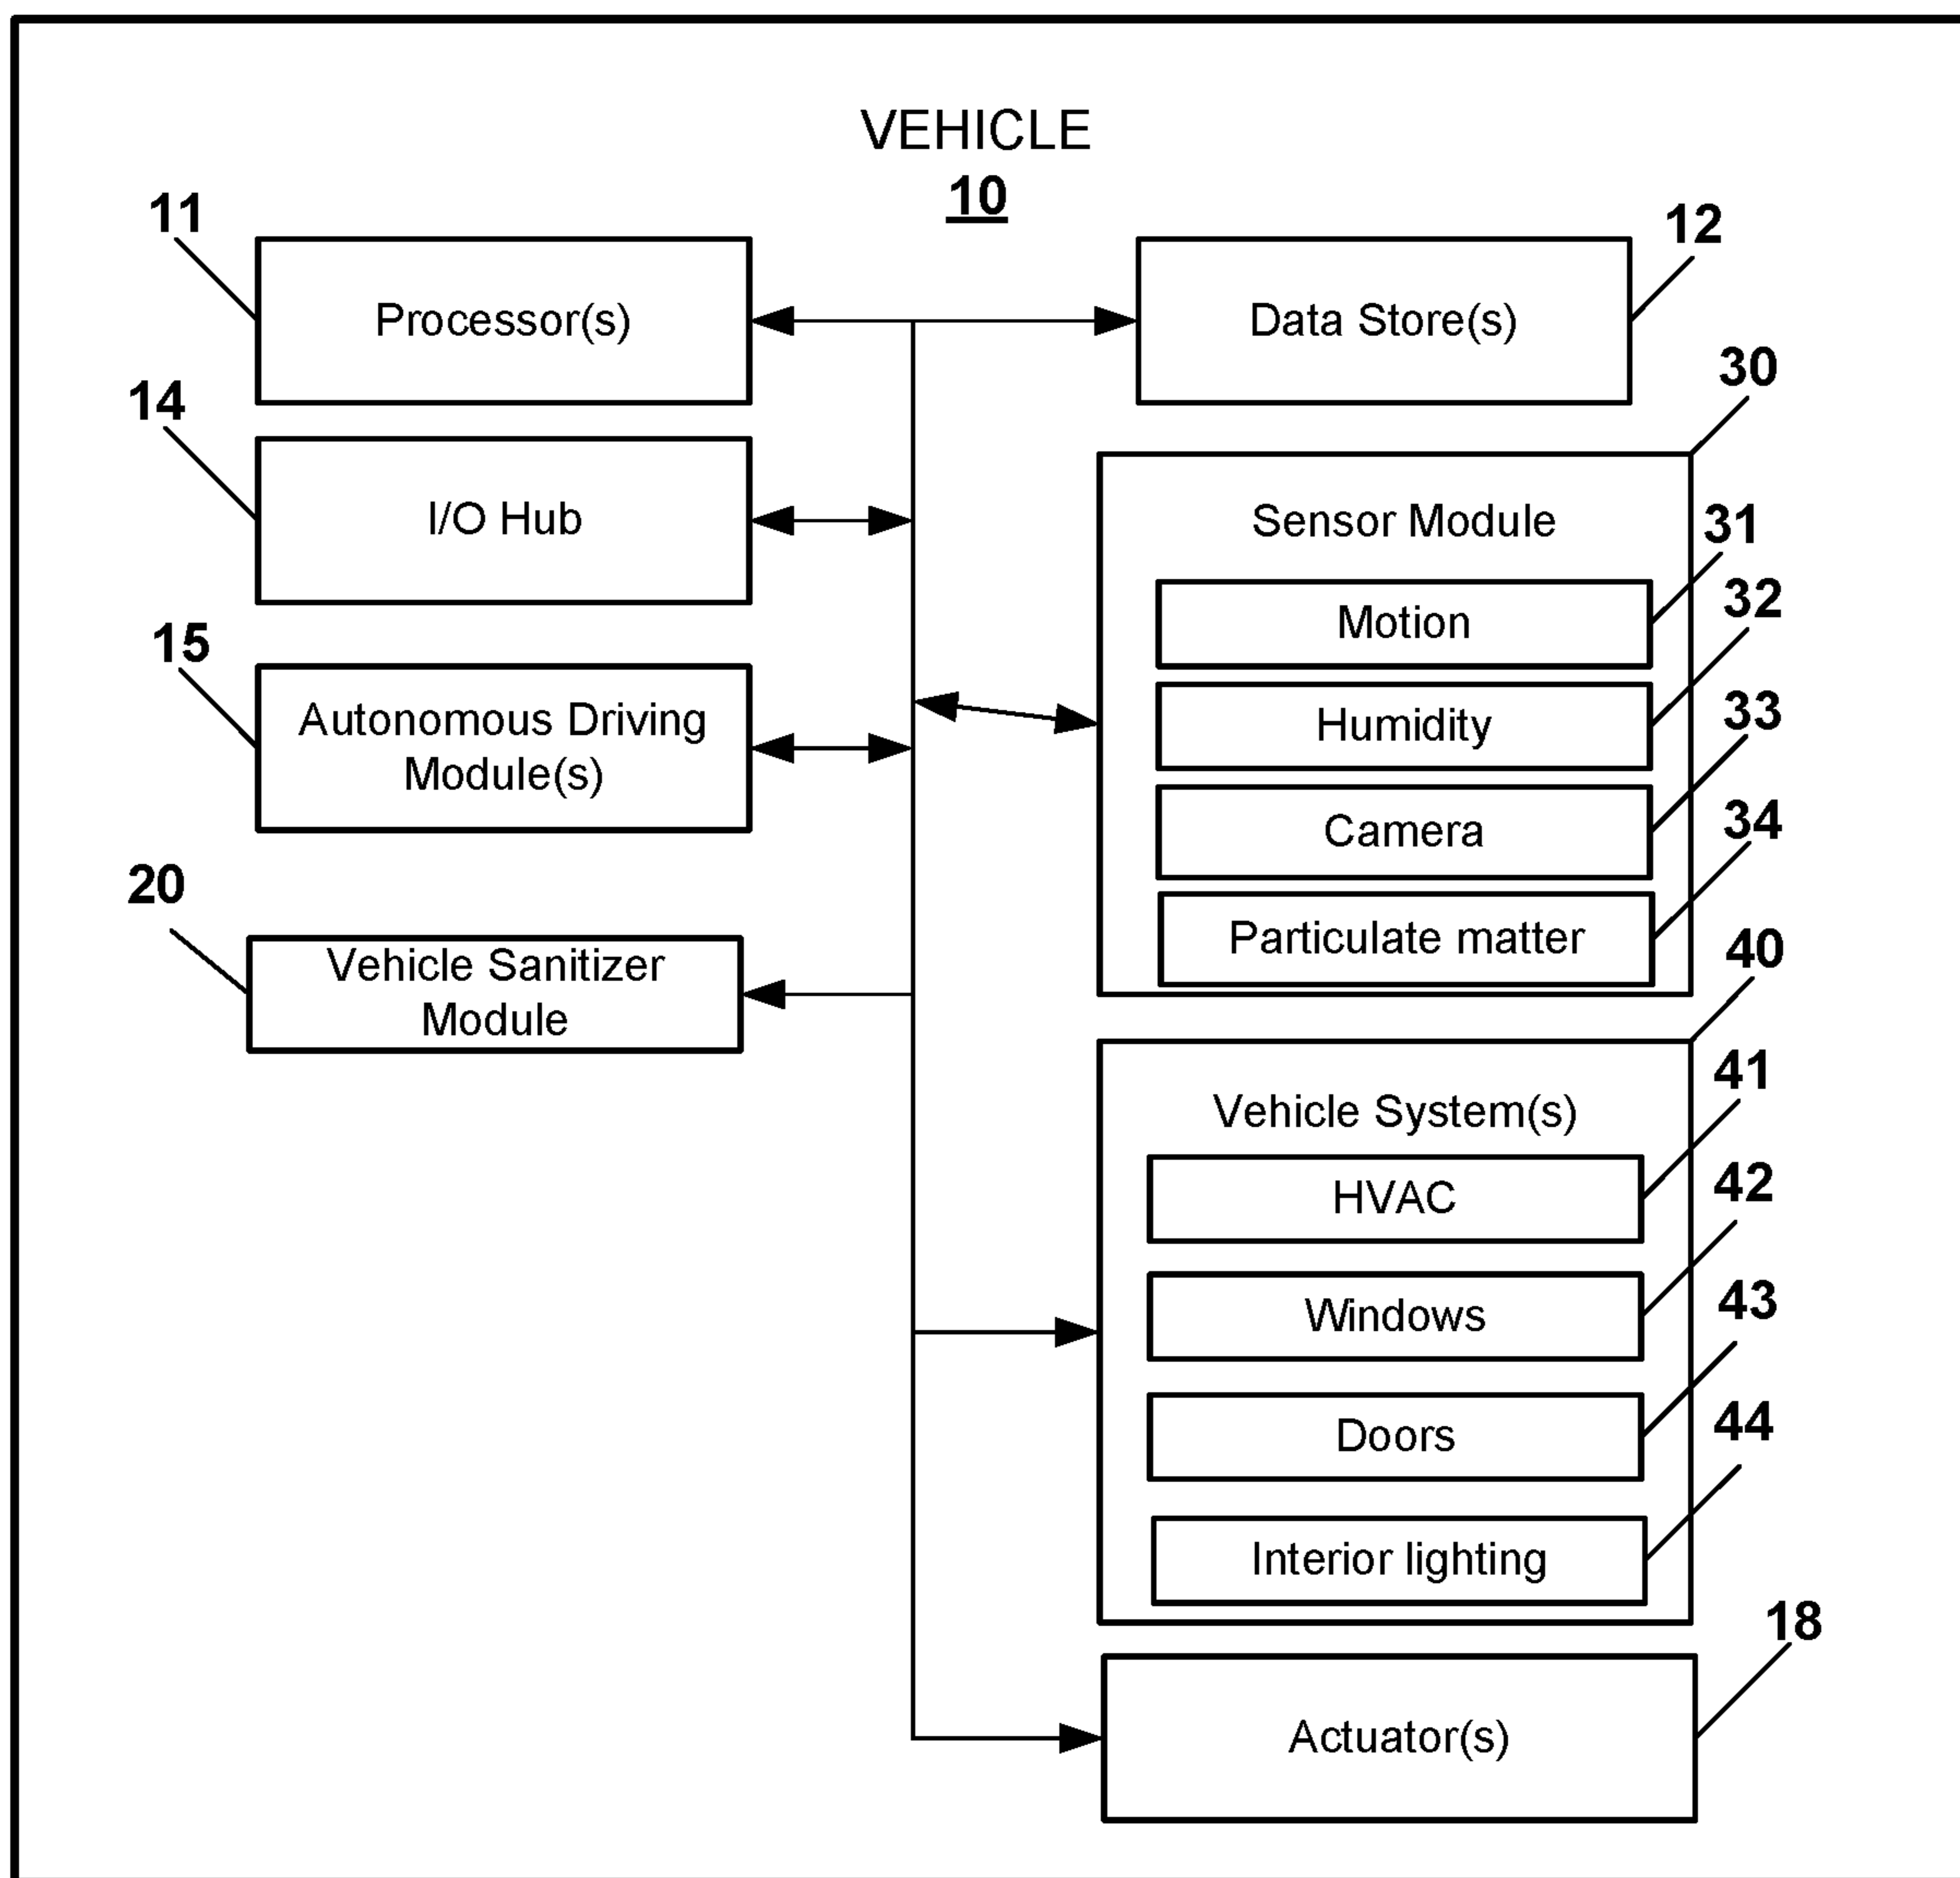 VEHICLE
10
11
Processor(s)
12
Data Store(s)
14
I/O Hub
30
Sensor Module
31
Motion
32
Humidity
33
Camera
34
Particulate matter
15
Autonomous Driving
Module(s)
20
Vehicle Sanitizer
Module
40
Vehicle System(s)
41
HVAC
42
Windows
43
Doors
44
Interior lighting
18
Actuator(s)